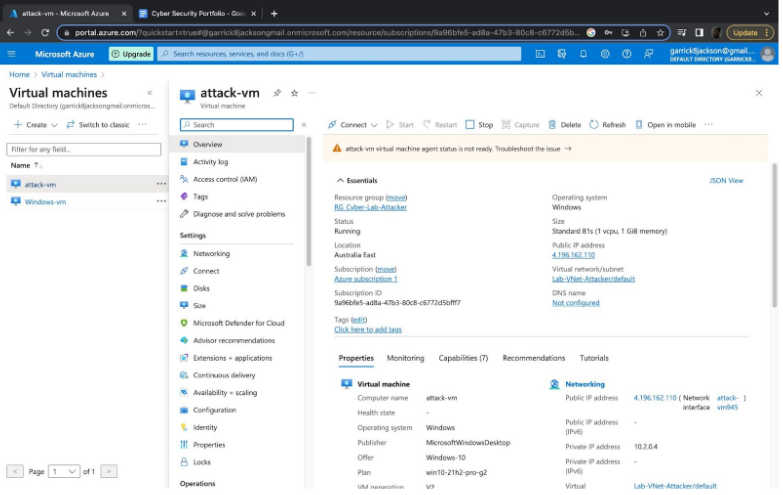 attack-vm - Microsoft Azure
Cyber Security Portfolio - Goo
portal.azure.com/?quickstart=true#@garrick8jacksongmail.onmicrosoft.com/resource/subscriptions/9a96bfe5-ad8a-47b3-80c8-c6772d5b...
Update
Microsoft Azure
Upgrade
Search resources, services, and docs (G+/)
garrick8jackson@gmail....
DEFAULT DIRECTORY (GARRICK8...
Home > Virtual machines >
Virtual machines
Default Directory (garrick8jacksongmail.onmicros...
Create
Switch to classic
Filter for any field...
Name
attack-vm
Windows-vm
Page 1 of 1
attack-vm
Virtual machine
Search
Overview
Activity log
Access control (IAM)
Tags
Diagnose and solve problems
Settings
Networking
Connect
Disks
Size
Microsoft Defender for Cloud
Advisor recommendations
Extensions + applications
Continuous delivery
Availability + scaling
Configuration
Identity
Properties
Locks
Operations
Connect Start Restart Stop Capture Delete Refresh Open in mobile
attack-vm virtual machine agent status is not ready. Troubleshoot the issue →
Essentials
JSON View
Resource group (move)
RG_Cyber-Lab-Attacker
Status
Running
Location
Australia East
Subscription (move)
Azure subscription 1
Subscription ID
9a96bfe5-ad8a-47b3-80c8-c6772d5bfff7
Tags (edit)
Click here to add tags
Operating system
Windows
Size
Standard B1s (1 vcpu, 1 GiB memory)
Public IP address
4.196.162.110
Virtual network/subnet
Lab-VNet-Attacker/default
DNS name
Not configured
Properties Monitoring Capabilities (7) Recommendations Tutorials
Virtual machine
Computer name attack-vm
Health state -
Operating system Windows
Publisher MicrosoftWindowsDesktop
Offer Windows-10
Plan win10-21h2-pro-g2
VM generation V2
Networking
Public IP address 4.196.162.110 ( Network interface attack-vm945 )
Public IP address (IPv6) -
Private IP address 10.2.0.4
Private IP address (IPv6) -
Virtual Lab-VNet-Attacker/default